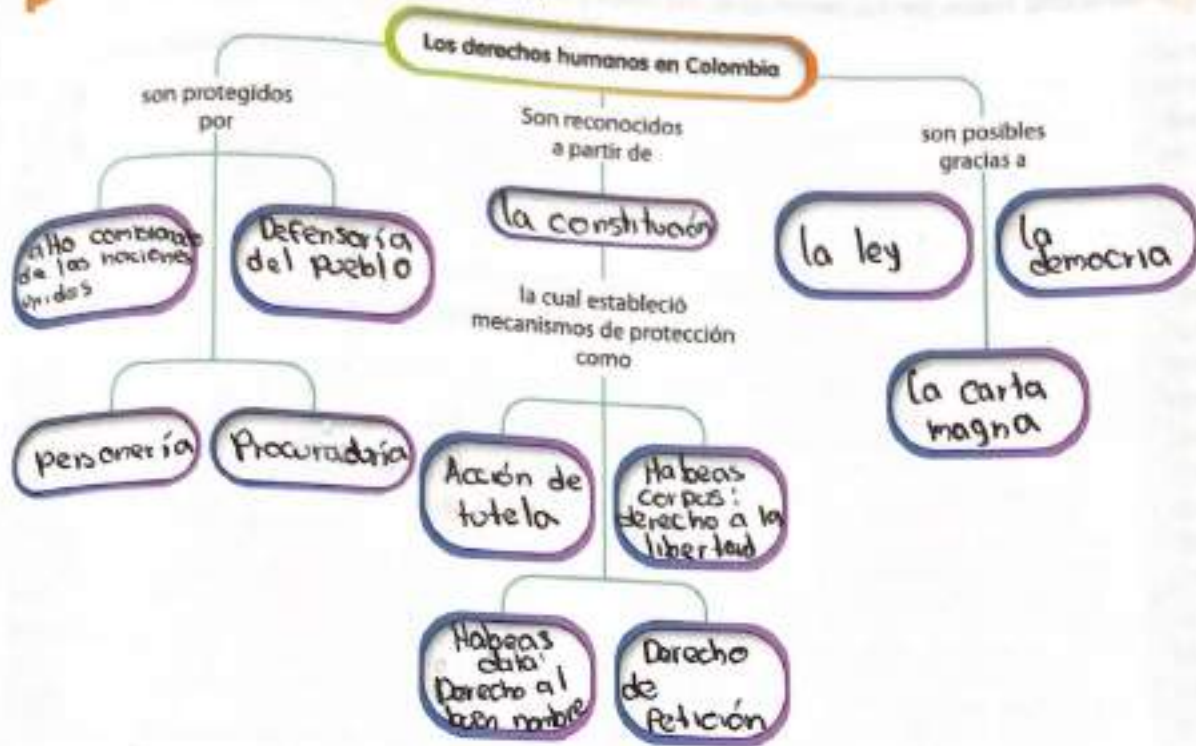 Los derechos humanos en Colombia
son protegidos
por
alto comisionado
de las naciones
unidas
Defensaría
del pueblo
personería
Procuraduría
Son reconocidos
a partir de
la constitución
la cual estableció
mecanismos de protección
como
Acción de
tutela
Habeas
corpus:
derecho a la
libertad
Habeas
data:
Derecho al
buen nombre
Derecho
de
Petición
son posibles
gracias a
la ley
la
democria
la carta
magna